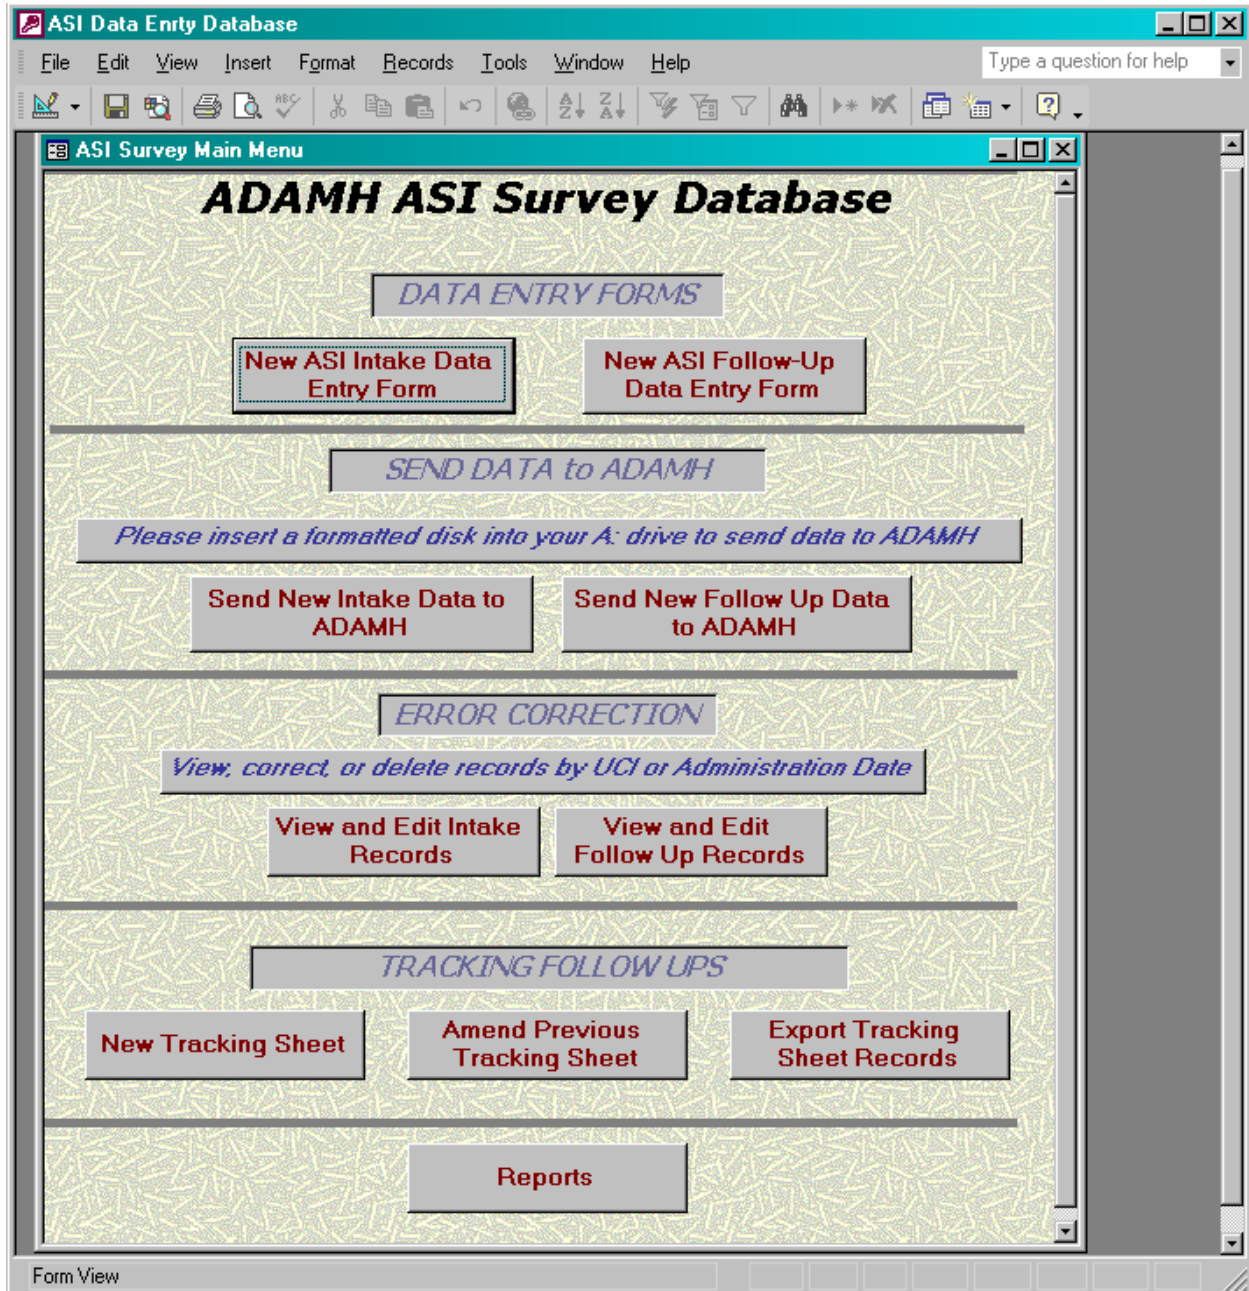 ASI Data Enrty Database
File Edit View Insert Format Records Tools Window Help Type a question for help
ASI Survey Main Menu
ADAMH ASI Survey Database
DATA ENTRY FORMS
New ASI Intake Data
Entry Form
New ASI Follow-Up
Data Entry Form
SEND DATA to ADAMH
Please insert a formatted disk into your A: drive to send data to ADAMH
Send New Intake Data to
ADAMH
Send New Follow Up Data
to ADAMH
ERROR CORRECTION
View, correct, or delete records by UCI or Administration Date
View and Edit Intake
Records
View and Edit
Follow Up Records
TRACKING FOLLOW UPS
New Tracking Sheet
Amend Previous
Tracking Sheet
Export Tracking
Sheet Records
Reports
Form View